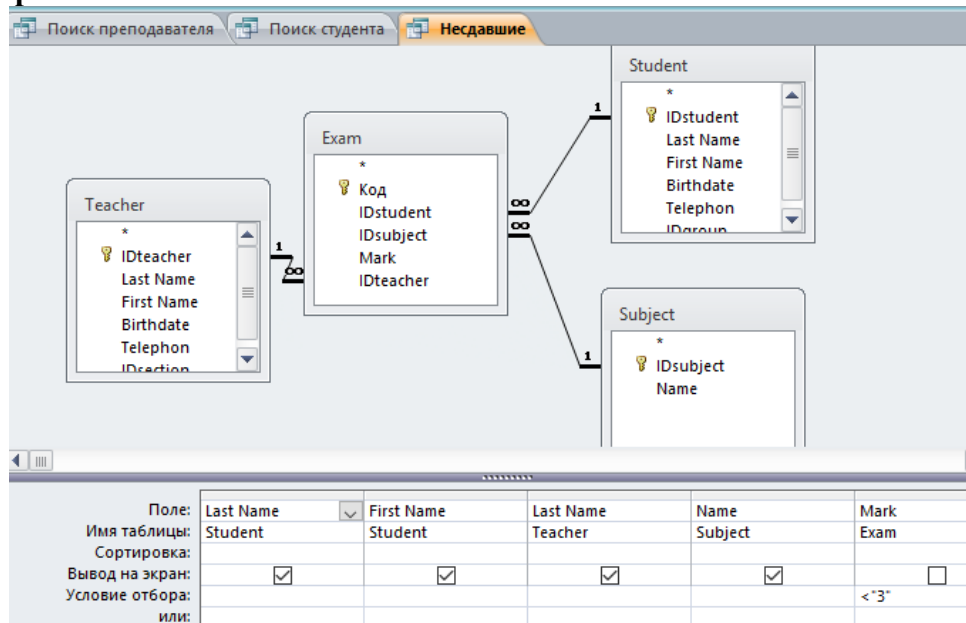 Поиск преподавателя Поиск студента Несдавшие
Student
*
IDstudent
Last Name
First Name
Birthdate
Telephon
IDgroup
1
Exam
*
Код
IDstudent
IDsubject
Mark
IDteacher
∞
∞
Teacher
*
IDteacher
Last Name
First Name
Birthdate
Telephon
IDsection
1
∞
Subject
*
IDsubject
Name
1
Поле: Last Name First Name Last Name Name Mark
Имя таблицы: Student Student Teacher Subject Exam
Сортировка:
Вывод на экран:
Условие отбора: <"3"
или: